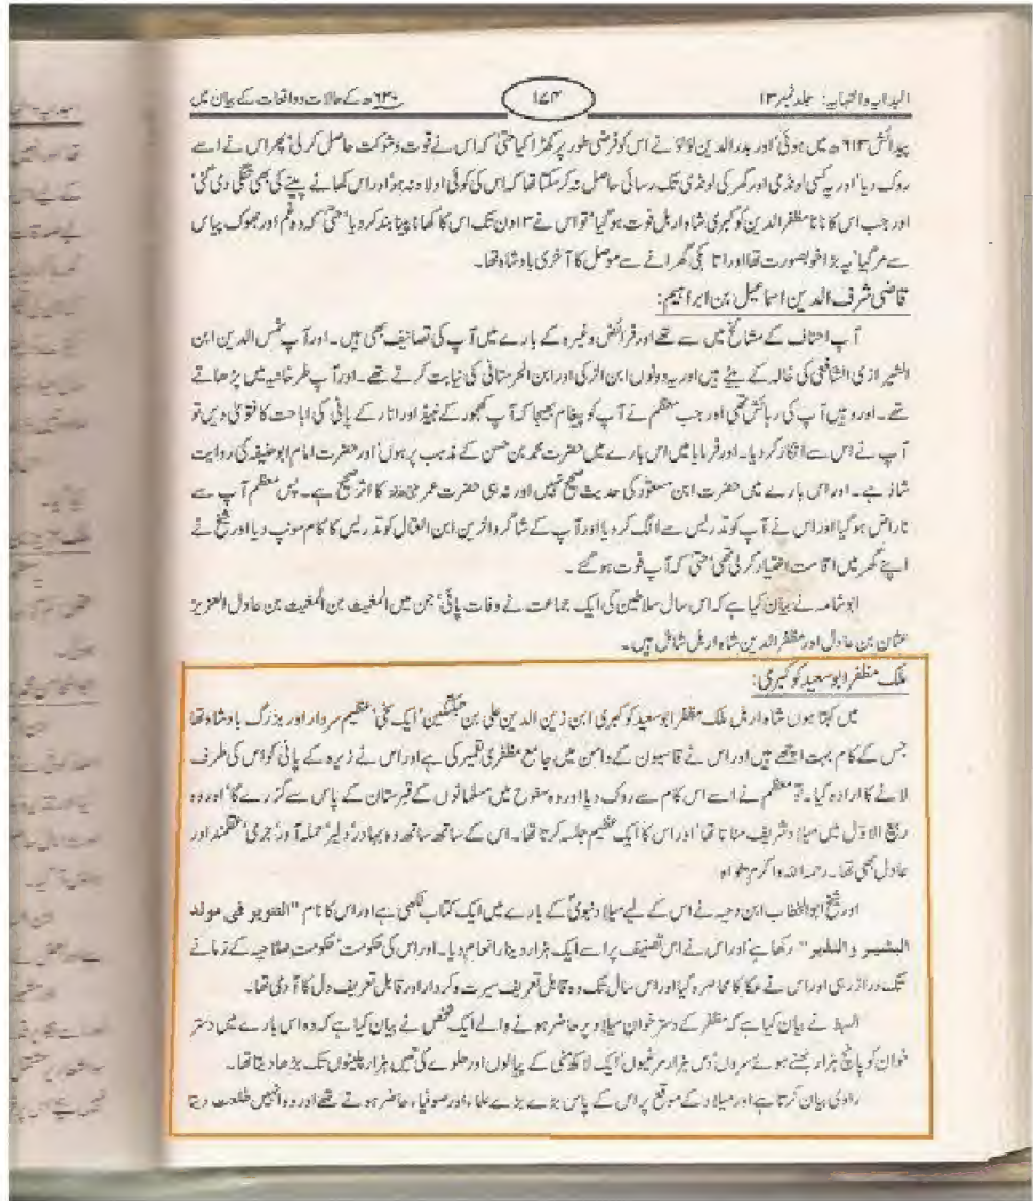 البدایہ والنہایہ: جلد نمبر ۱۳
۱۷۴
۶۳۰ھ کے حالات و واقعات کے بیان میں
پیدائش ۶۱۳ھ میں ہوئی' اور بدرالدین لؤلؤ نے اس کو فرضی طور پر کھڑا کیا حتیٰ کہ اس نے قوت و شوکت حاصل کر لی' پھر اس نے اسے
روک دیا' اور یہ کسی لونڈی اور گھر کی لونڈی تک رسائی حاصل نہ کر سکتا تھا کہ اس کی کوئی اولاد نہ ہو' اور اس کھانے پینے کی بھی تنگی دی گئی'
اور جب اس کا نانا مظفر الدین کوکبری شاہ اربل فوت ہو گیا' تو اس نے ۱۳ دن تک اس کا کھانا پینا بند کر دیا' حتیٰ کہ وہ غم' اور بھوک پیاس
سے مر گیا' یہ بڑا خوبصورت تھا اور اتابکی گھرانے سے موصل کا آخری بادشاہ تھا۔
قاضی شرف الدین اسماعیل بن ابراہیم:
آپ احناف کے مشائخ میں سے تھے اور فرائض وغیرہ کے بارے میں آپ کی تصانیف بھی ہیں۔ اور آپ شمس الدین ابن
الشیرازی الشافعی کی خالہ کے بیٹے ہیں اور یہ دونوں ابن الزکی اور ابن الحرستانی کی نیابت کرتے تھے۔ اور آپ طرخانیہ میں پڑھاتے
تھے۔ اور وہیں آپ کی رہائش تھی' اور جب معظم نے آپ کو پیغام بھیجا کہ آپ کھجور کے نبیذ اور انار کے پانی کی اباحت کا فتویٰ دیں تو
آپ نے اس سے انکار کر دیا۔ اور فرمایا میں اس بارے میں حضرت محمد بن حسن کے مذہب پر ہوں' اور حضرت امام ابوحنیفہ کی روایت
شاذ ہے۔ اور اس بارے میں حضرت ابن مسعودؓ کی حدیث صحیح نہیں اور نہ ہی حضرت عمر کا اثر صحیح ہے۔ پس معظم آپ سے
ناراض ہو گیا اور اس نے آپ کو تدریس سے الگ کر دیا اور آپ کے شاگرد الزین ابن العتال کو تدریس کا کام سونپ دیا اور شیخ نے
اپنے گھر میں اقامت اختیار کر لی تھی' حتیٰ کہ آپ فوت ہو گئے۔
ابوشامہ نے بیان کیا ہے کہ اس سال سلاطین کی ایک جماعت نے وفات پائی' جن میں المغیث بن المغیث بن عادل العزیز
عثمان بن عادل اور مظفر الدین شاہ اربل شامل ہیں۔
ملک مظفر ابوسعید کوکبری:
میں کہتا ہوں شاہ اربل ملک مظفر ابوسعید کوکبری ابن زین الدین علی بن تبکتکین' ایک سخی' عظیم سردار اور بزرگ بادشاہ تھا
جس کے کام بہت اچھے ہیں اور اس نے قاسیون کے دامن میں جامع مظفری تعمیر کی ہے اور اس نے زیرہ کے پانی کو اس کی طرف
لانے کا ارادہ کیا۔ تو معظم نے اسے اس کام سے روک دیا اور وہ سفوح میں مسلمانوں کے قبرستان کے پاس سے گزرے گا' اور وہ
ربیع الاوّل میں میلاد شریف مناتا تھا' اور اس کا ایک عظیم جلسہ کرتا تھا۔ اس کے ساتھ ساتھ وہ بہادر' دلیر' حملہ آور' جری' عقلمند اور
عادل بھی تھا۔ رحمہ اللہ واکرم مثواہ
اور شیخ ابوالخطاب ابن دحیہ نے اس کے لیے میلاد نبوی کے بارے میں ایک کتاب لکھی ہے اور اس کا نام "التنویر فی مولد
البشیر و النذیر" رکھا ہے' اور اس نے اس تصنیف پر اسے ایک ہزار دینار انعام دیا۔ اور اس کی حکومت' حکومت صلاحیہ کے زمانے
تک دراز رہی اور اس نے عکا کا محاصرہ کیا اور اس سال تک وہ قابل تعریف سیرت و کردار اور قابل تعریف دل کا آدمی تھا۔
السبط نے بیان کیا ہے کہ مظفر کے دستر خوان میلاد پر حاضر ہونے والے ایک شخص نے بیان کیا ہے کہ وہ اس بارے میں دستر
خوان کو پانچ ہزار بھنے ہوئے سروں' دس ہزار مرغیوں' ایک لاکھ مٹی کے پیالوں اور حلوے کی تیس ہزار پلیٹوں تک بڑھا دیتا تھا۔
راوی بیان کرتا ہے اور میلاد کے موقع پر اس کے پاس بڑے بڑے علماء اور صوفیاء حاضر ہوتے تھے اور وہ انہیں خلعت دیتا